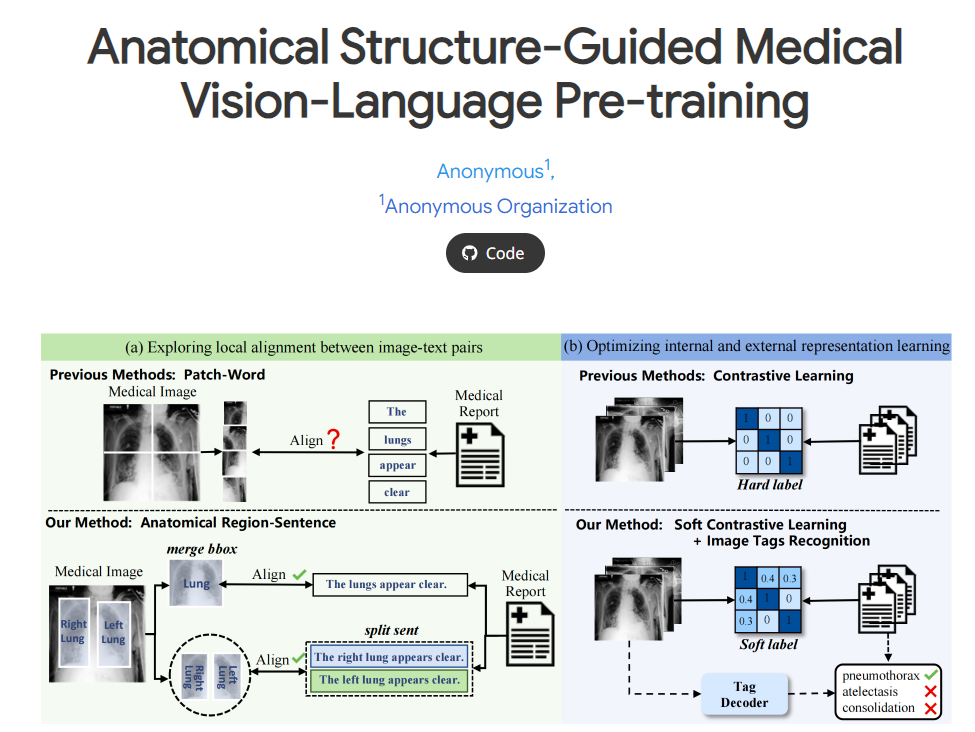 Anatomical Structure-Guided Medical
Vision-Language Pre-training
Anonymous1,
1Anonymous Organization
Code
(a) Exploring local alignment between image-text pairs
Previous Methods: Patch-Word
Medical Image
Align ?
The
lungs
appear
clear
Medical
Report
Our Method: Anatomical Region-Sentence
merge bbox
Medical Image
Right
Lung
Left
Lung
Lung
Align
The lungs appear clear.
Medical
Report
split sent
Right
Lung
Left
Lung
Align
The right lung appears clear.
The left lung appears clear.
(b) Optimizing internal and external representation learning
Previous Methods: Contrastive Learning
1 0 0
0 1 0
0 0 1
Hard label
Our Method: Soft Contrastive Learning
+ Image Tags Recognition
1 0.4 0.3
0.4 1 0
0.3 0 1
Soft label
Tag
Decoder
pneumothorax
atelectasis
consolidation